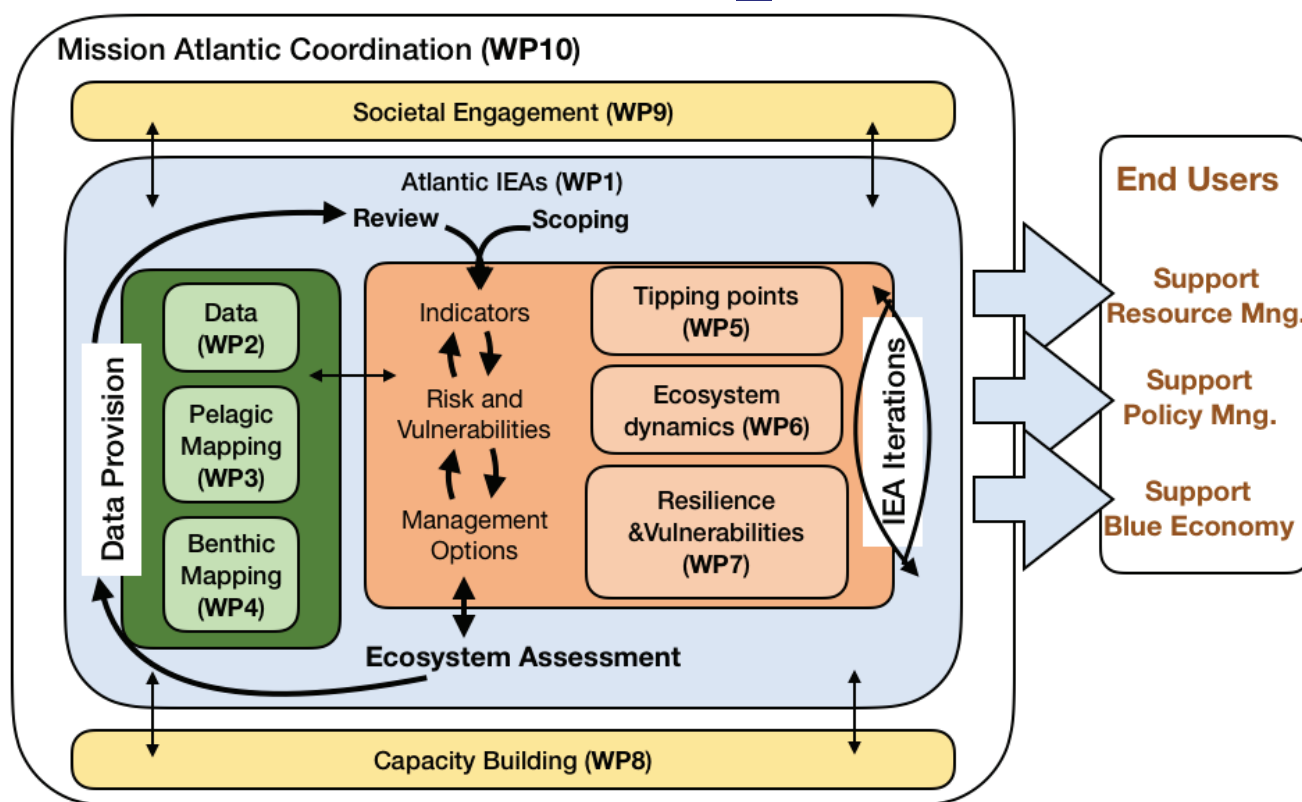 Mission Atlantic Coordination (WP10)
Societal Engagement (WP9)
Atlantic IEAs (WP1)
Review
Scoping
Data Provision
Data
(WP2)
Pelagic
Mapping
(WP3)
Benthic
Mapping
(WP4)
Indicators
Risk and
Vulnerabilities
Management
Options
Tipping points
(WP5)
Ecosystem
dynamics (WP6)
Resilience
&Vulnerabilities
(WP7)
IEA Iterations
Ecosystem Assessment
Capacity Building (WP8)
End Users
Support
Resource Mng.
Support
Policy Mng.
Support
Blue Economy